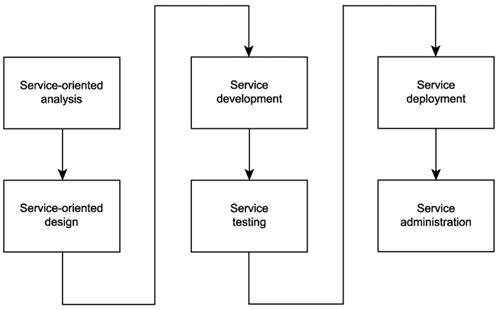 Service-oriented
analysis
Service-oriented
design
Service
development
Service
testing
Service
deployment
Service
administration